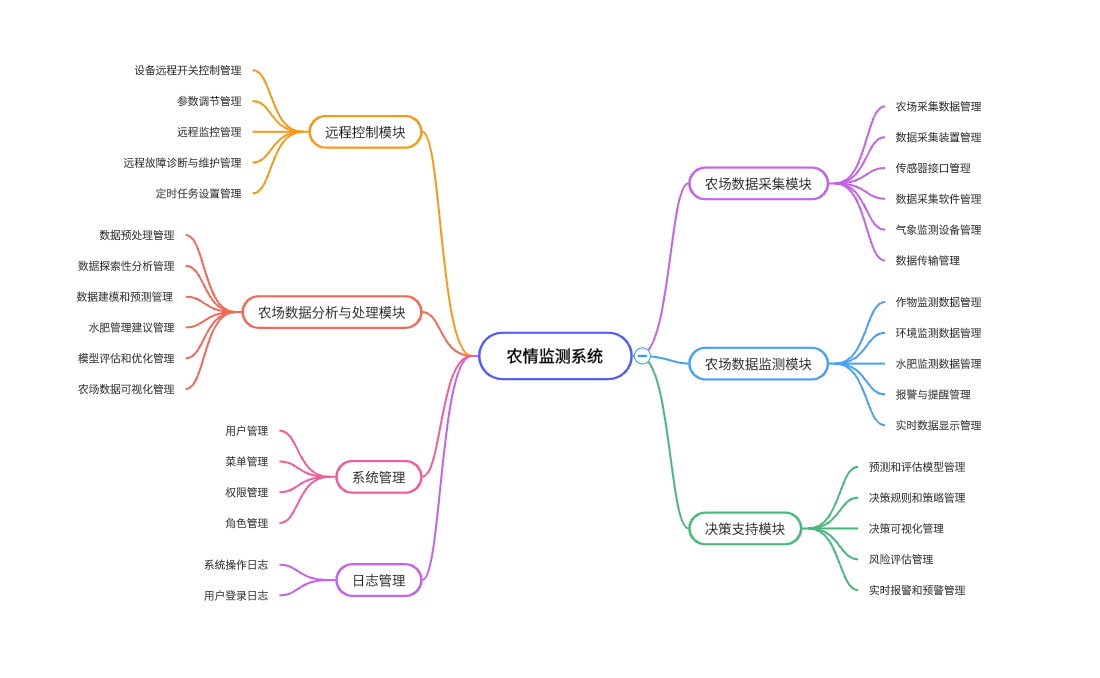 农情监测系统
远程控制模块
设备远程开关控制管理
参数调节管理
远程监控管理
远程故障诊断与维护管理
定时任务设置管理
农场数据分析与处理模块
数据预处理管理
数据探索性分析管理
数据建模和预测管理
水肥管理建议管理
模型评估和优化管理
农场数据可视化管理
系统管理
用户管理
菜单管理
权限管理
角色管理
日志管理
系统操作日志
用户登录日志
农场数据采集模块
农场采集数据管理
数据采集装置管理
传感器接口管理
数据采集软件管理
气象监测设备管理
数据传输管理
农场数据监测模块
作物监测数据管理
环境监测数据管理
水肥监测数据管理
报警与提醒管理
实时数据显示管理
决策支持模块
预测和评估模型管理
决策规则和策略管理
决策可视化管理
风险评估管理
实时报警和预警管理